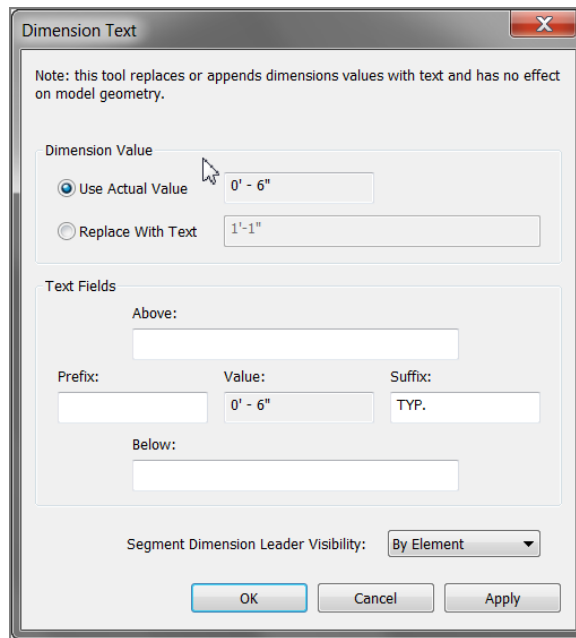 Dimension Text
Note: this tool replaces or appends dimensions values with text and has no effect
on model geometry.
Dimension Value
Use Actual Value
0' - 6"
Replace With Text
1'-1"
Text Fields
Above:
Prefix:
Value:
Suffix:
0' - 6"
TYP.
Below:
Segment Dimension Leader Visibility:
By Element
OK
Cancel
Apply